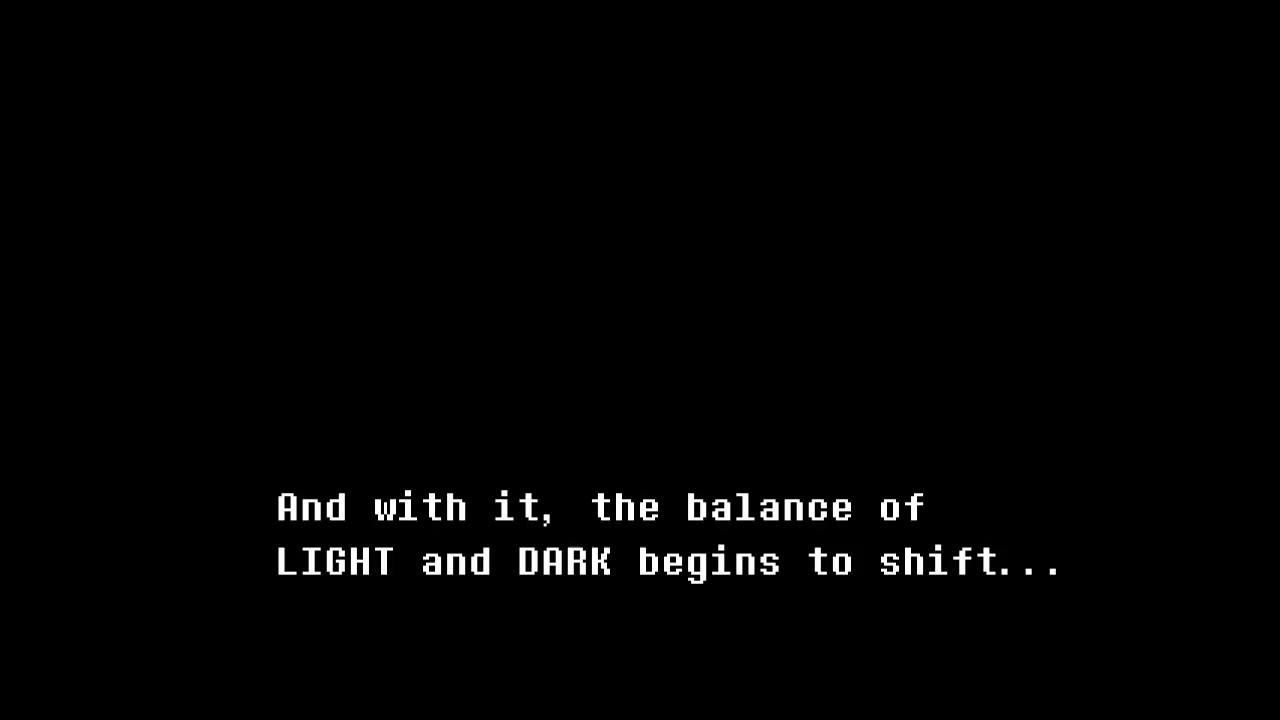 And with it, the balance of
LIGHT and DARK begins to shift...